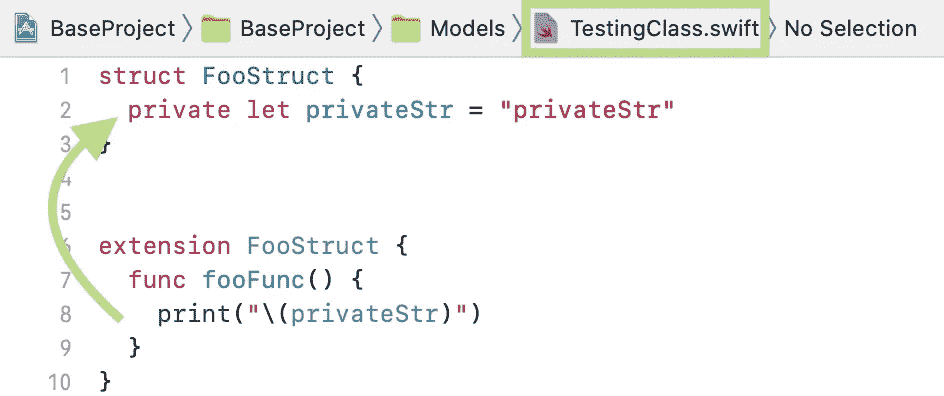 BaseProject BaseProject Models TestingClass.swift No Selection
1 struct FooStruct {
2 private let privateStr = "privateStr"
3 }
4
5
6 extension FooStruct {
7 func fooFunc() {
8 print("\(privateStr)")
9 }
10 }